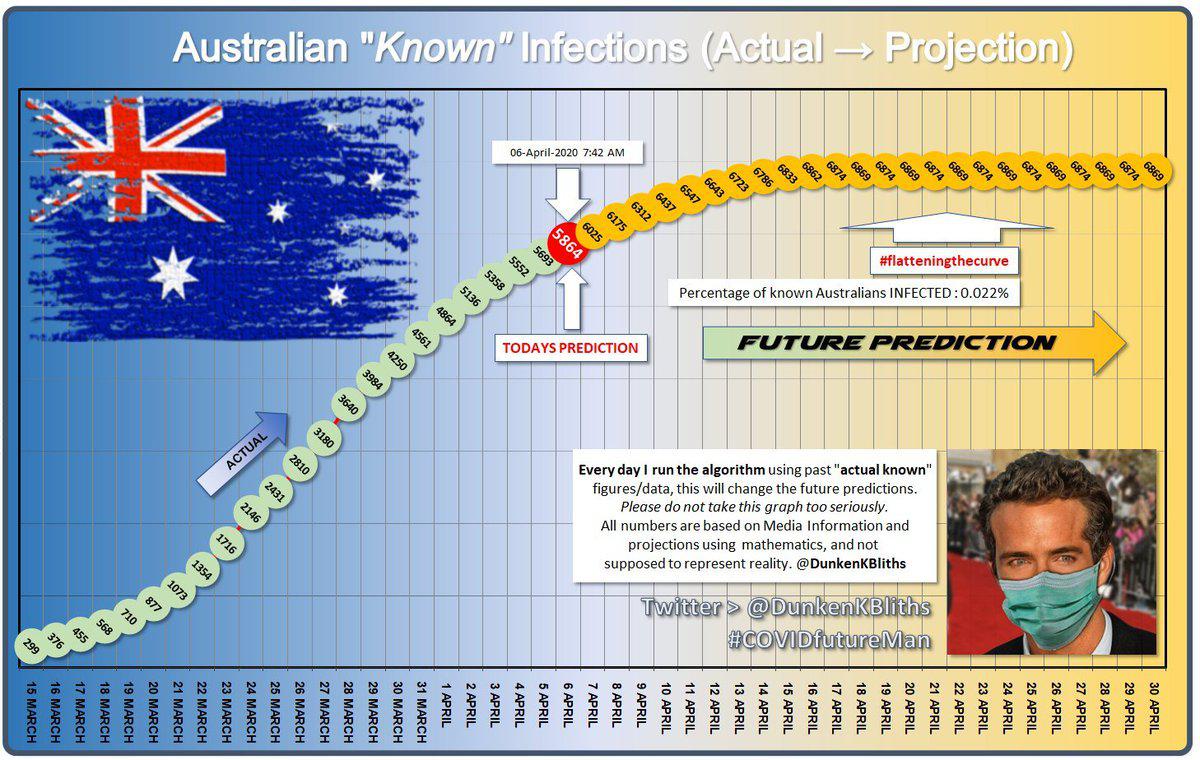 Australian "Known" Infections (Actual → Projection)
06-April-2020 7:42 AM
299
376
455
568
710
877
1073
1354
1716
2146
2431
2810
3180
3640
3984
4250
4561
4864
5136
5358
5552
5693
5864
6025
6175
6312
6437
6547
6643
6723
6786
6833
6862
6874
6869
6874
6869
6874
6869
6874
6869
6874
6869
6874
6869
6874
6869
#flatteningthecurve
Percentage of known Australians INFECTED : 0.022%
TODAYS PREDICTION
FUTURE PREDICTION
ACTUAL
Every day I run the algorithm using past "actual known"
figures/data, this will change the future predictions.
Please do not take this graph too seriously.
All numbers are based on Media Information and
projections using mathematics, and not
supposed to represent reality. @DunkenKBliths
Twitter > @DunkenKBliths
#COVIDfutureMan
15 MARCH
16 MARCH
17 MARCH
18 MARCH
19 MARCH
20 MARCH
21 MARCH
22 MARCH
23 MARCH
24 MARCH
25 MARCH
26 MARCH
27 MARCH
28 MARCH
29 MARCH
30 MARCH
31 MARCH
1 APRIL
2 APRIL
3 APRIL
4 APRIL
5 APRIL
6 APRIL
7 APRIL
8 APRIL
9 APRIL
10 APRIL
11 APRIL
12 APRIL
13 APRIL
14 APRIL
15 APRIL
16 APRIL
17 APRIL
18 APRIL
19 APRIL
20 APRIL
21 APRIL
22 APRIL
23 APRIL
24 APRIL
25 APRIL
26 APRIL
27 APRIL
28 APRIL
29 APRIL
30 APRIL